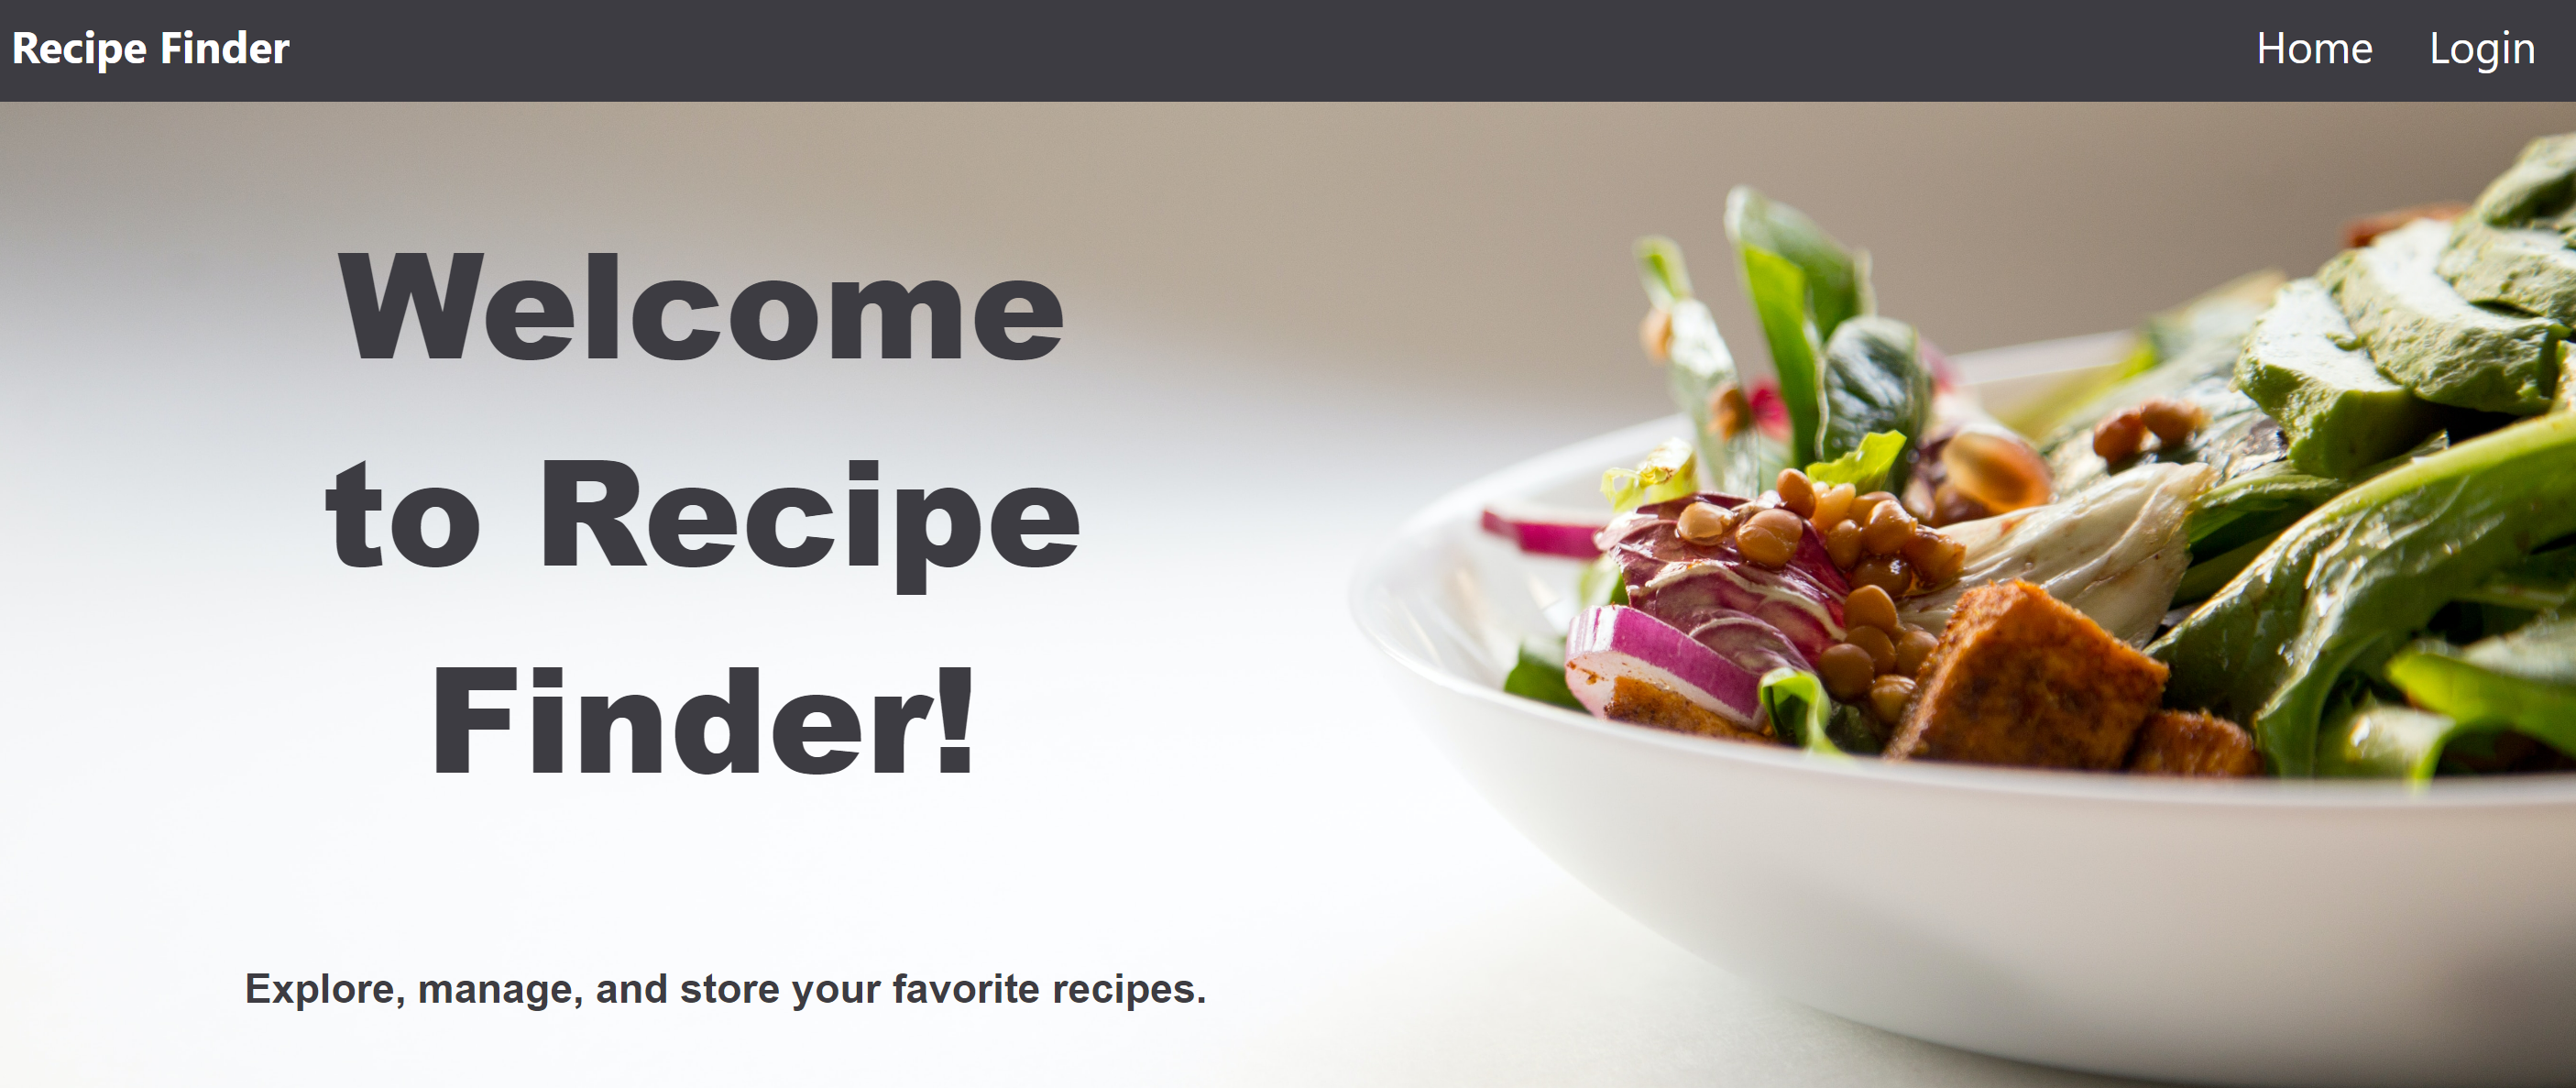 Recipe Finder
Home
Login
Welcome
to Recipe
Finder!
Explore, manage, and store your favorite recipes.